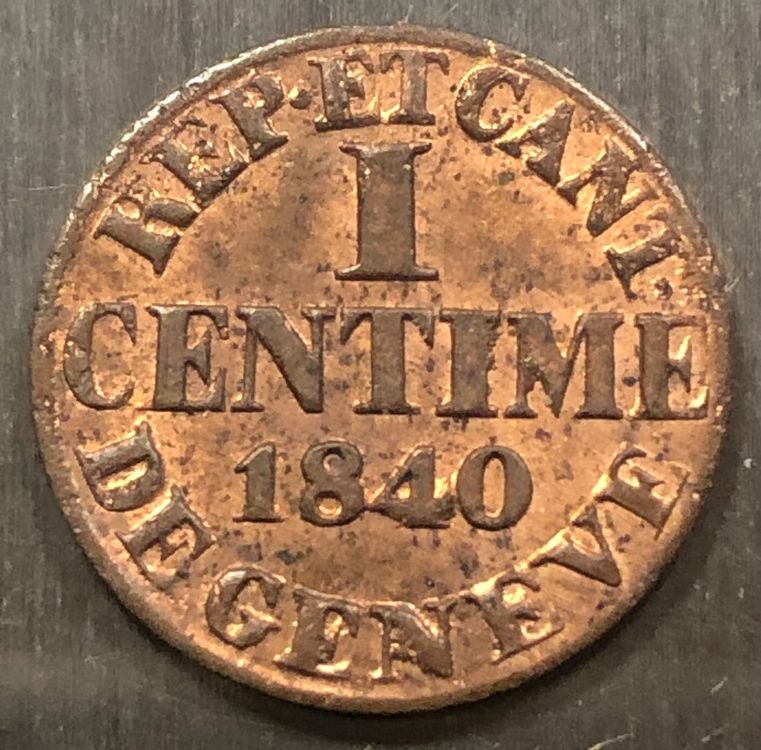 REP·ET CANT·
I
CENTIME
1840
DE GENEVE